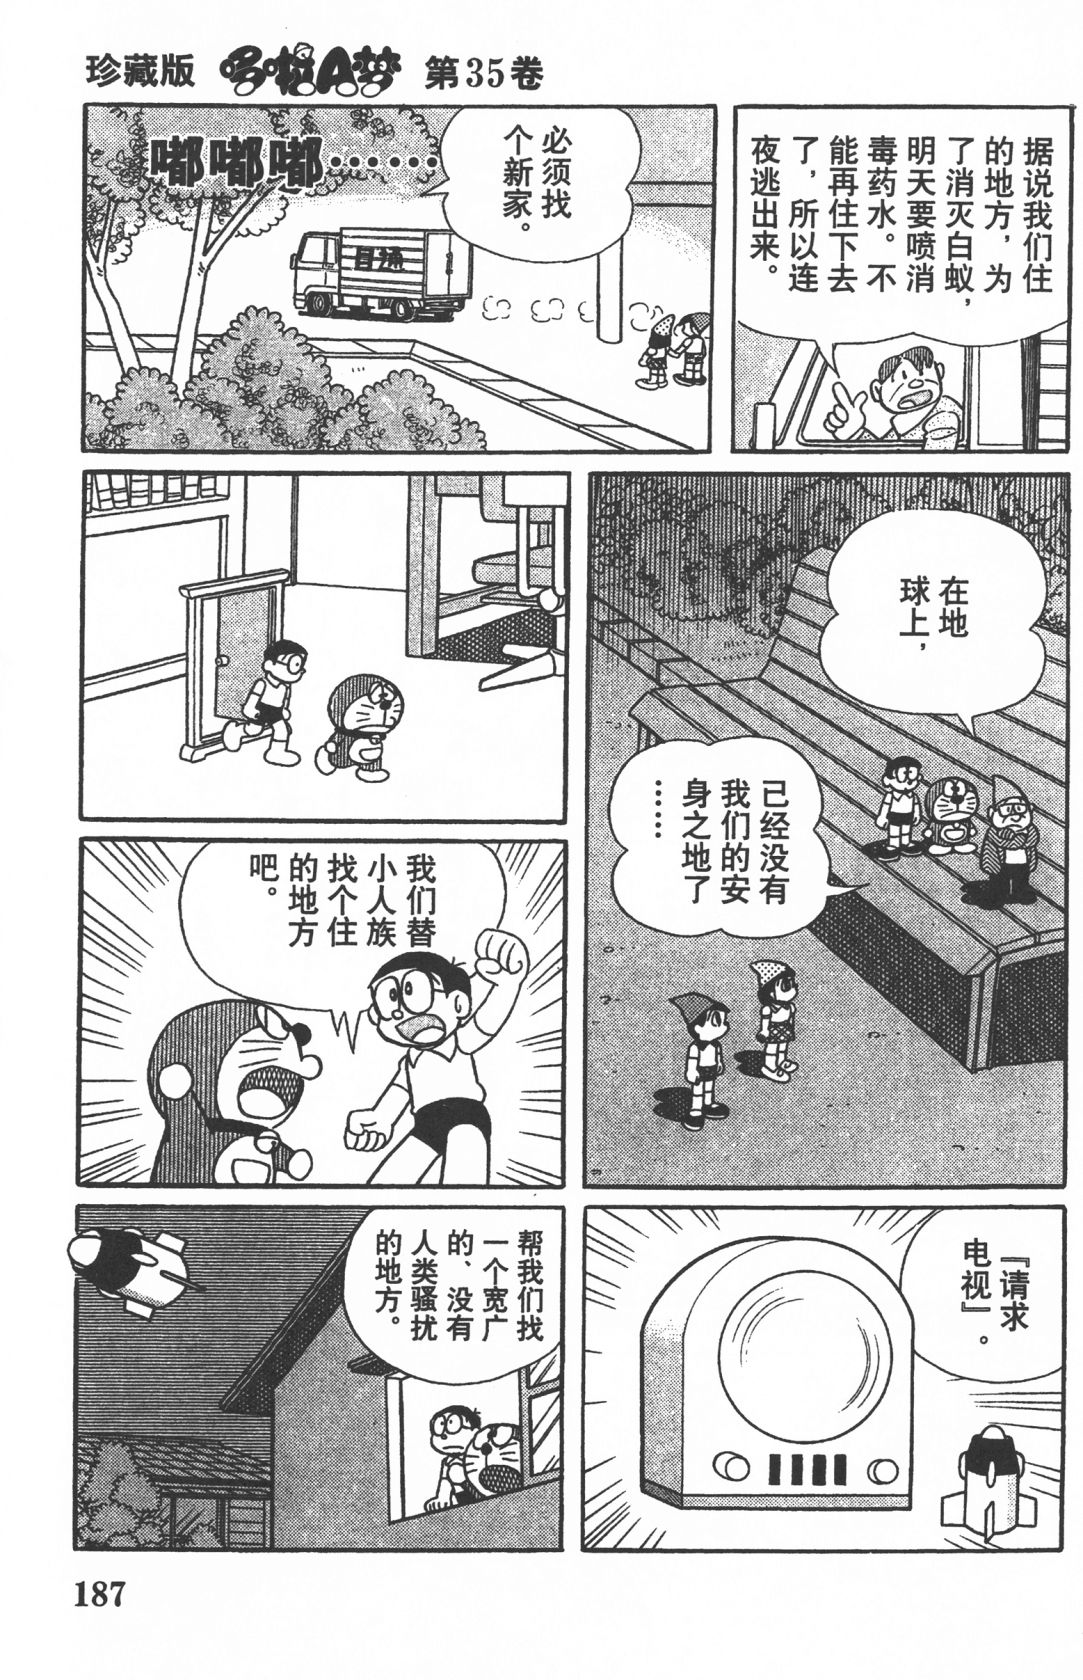 珍藏版 哆啦A梦 第35卷
据说我们住
的地方，为
了消灭白蚁，
明天要喷消
毒药水。不
能再住下去
了，所以连
夜逃出来。
必须找
个新家。
嘟嘟嘟……
日通
在地
球上，
已经没有
我们的安
身之地了
……
我们替
小人族
找个住
的地方
吧。
『请求
电视』。
帮我们找
一个宽广
的、没有
人类骚扰
的地方。
187